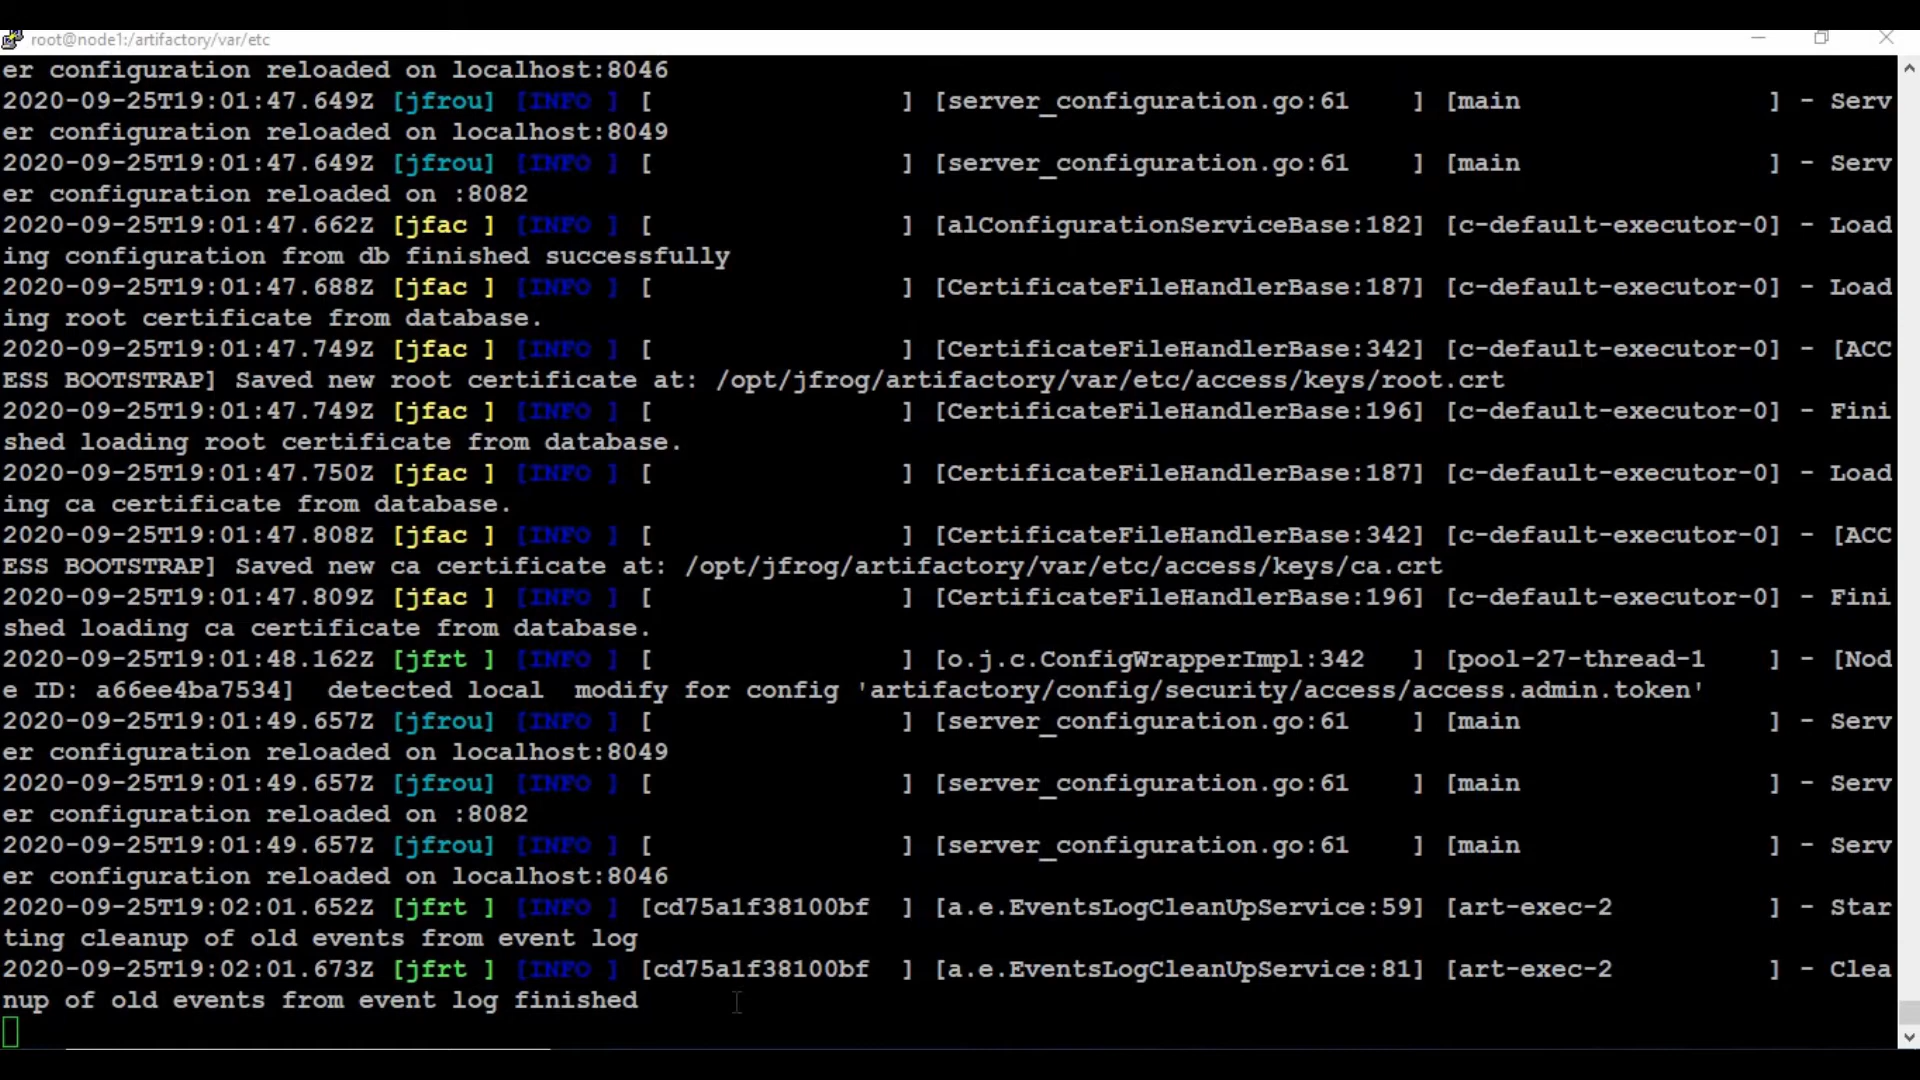 root@node1:/artifactory/var/etc
er configuration reloaded on localhost:8046
2020-09-25T19:01:47.649Z [jfrou] [INFO ] [                ] [server_configuration.go:61    ] [main                ] - Serv
er configuration reloaded on localhost:8049
2020-09-25T19:01:47.649Z [jfrou] [INFO ] [                ] [server_configuration.go:61    ] [main                ] - Serv
er configuration reloaded on :8082
2020-09-25T19:01:47.662Z [jfac ] [INFO ] [                ] [alConfigurationServiceBase:182] [c-default-executor-0] - Load
ing configuration from db finished successfully
2020-09-25T19:01:47.688Z [jfac ] [INFO ] [                ] [CertificateFileHandlerBase:187] [c-default-executor-0] - Load
ing root certificate from database.
2020-09-25T19:01:47.749Z [jfac ] [INFO ] [                ] [CertificateFileHandlerBase:342] [c-default-executor-0] - [ACC
ESS BOOTSTRAP] Saved new root certificate at: /opt/jfrog/artifactory/var/etc/access/keys/root.crt
2020-09-25T19:01:47.749Z [jfac ] [INFO ] [                ] [CertificateFileHandlerBase:196] [c-default-executor-0] - Fini
shed loading root certificate from database.
2020-09-25T19:01:47.750Z [jfac ] [INFO ] [                ] [CertificateFileHandlerBase:187] [c-default-executor-0] - Load
ing ca certificate from database.
2020-09-25T19:01:47.808Z [jfac ] [INFO ] [                ] [CertificateFileHandlerBase:342] [c-default-executor-0] - [ACC
ESS BOOTSTRAP] Saved new ca certificate at: /opt/jfrog/artifactory/var/etc/access/keys/ca.crt
2020-09-25T19:01:47.809Z [jfac ] [INFO ] [                ] [CertificateFileHandlerBase:196] [c-default-executor-0] - Fini
shed loading ca certificate from database.
2020-09-25T19:01:48.162Z [jfrt ] [INFO ] [                ] [o.j.c.ConfigWrapperImpl:342   ] [pool-27-thread-1    ] - [Nod
e ID: a66ee4ba7534]  detected local  modify for config 'artifactory/config/security/access/access.admin.token'
2020-09-25T19:01:49.657Z [jfrou] [INFO ] [                ] [server_configuration.go:61    ] [main                ] - Serv
er configuration reloaded on localhost:8049
2020-09-25T19:01:49.657Z [jfrou] [INFO ] [                ] [server_configuration.go:61    ] [main                ] - Serv
er configuration reloaded on :8082
2020-09-25T19:01:49.657Z [jfrou] [INFO ] [                ] [server_configuration.go:61    ] [main                ] - Serv
er configuration reloaded on localhost:8046
2020-09-25T19:02:01.652Z [jfrt ] [INFO ] [cd75a1f38100bf  ] [a.e.EventsLogCleanUpService:59] [art-exec-2          ] - Star
ting cleanup of old events from event log
2020-09-25T19:02:01.673Z [jfrt ] [INFO ] [cd75a1f38100bf  ] [a.e.EventsLogCleanUpService:81] [art-exec-2          ] - Clea
nup of old events from event log finished